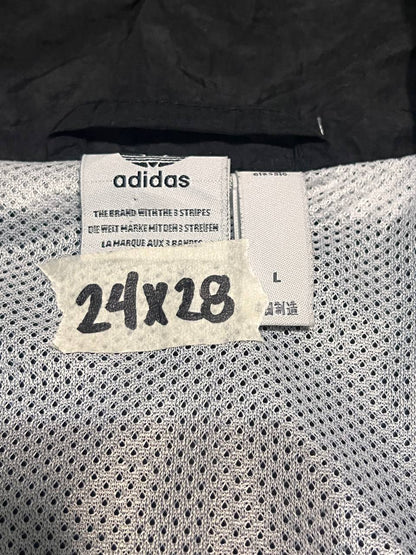 adidas
THE BRAND WITH THE 3 STRIPES
DIE WELT MARKE MIT DEN 3 STREIFEN
LA MARQUE AUX 3 BANDES
24x28
L